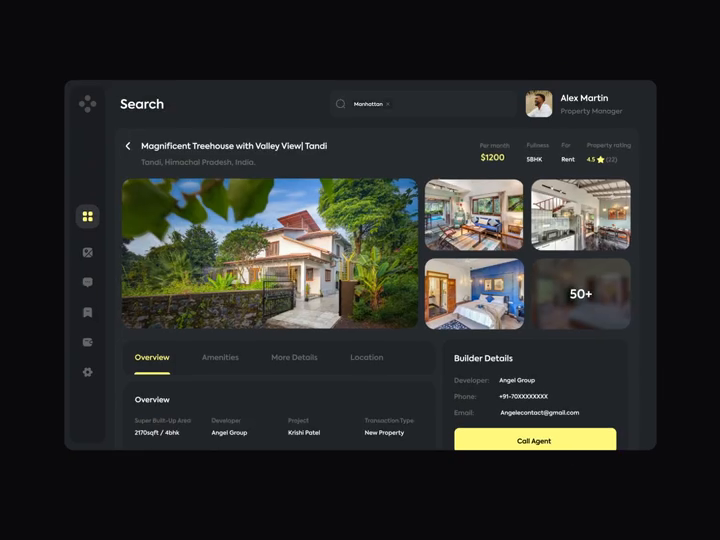 Search
Manhattan ×
Alex Martin
Property Manager
Magnificent Treehouse with Valley View| Tandi
Tandi, Himachal Pradesh, India.
Per month
$1200
Fullness
5BHK
For
Rent
Property rating
4.5 (22)
50+
Overview
Amenities
More Details
Location
Overview
Super Built-Up Area
2170sqft / 4bhk
Developer
Angel Group
Project
Krishi Patel
Transaction Type
New Property
Builder Details
Developer: Angel Group
Phone: +91-70XXXXXXXX
Email: Angelecontact@gmail.com
Call Agent